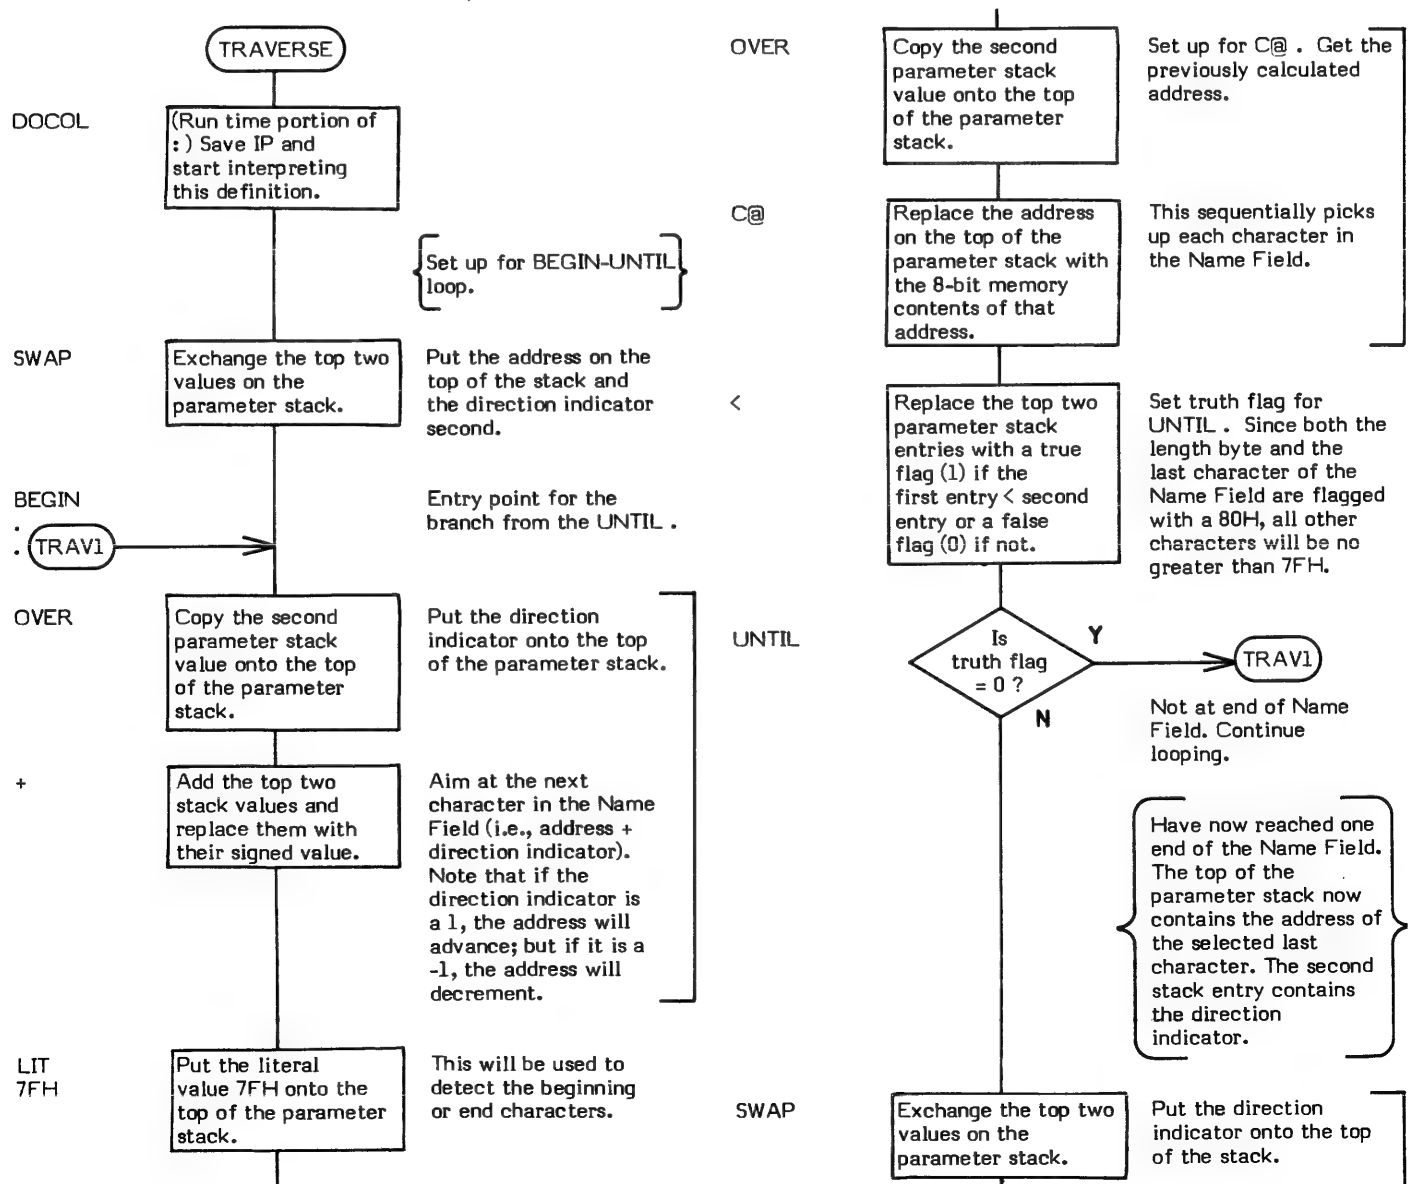 TRAVERSE
DOCOL
(Run time portion of
:) Save IP and
start interpreting
this definition.
Set up for BEGIN-UNTIL
loop.
SWAP
Exchange the top two
values on the
parameter stack.
Put the address on the
top of the stack and
the direction indicator
second.
BEGIN
Entry point for the
branch from the UNTIL .
:
TRAV1
OVER
Copy the second
parameter stack
value onto the top
of the parameter
stack.
Put the direction
indicator onto the top
of the parameter stack.
+
Add the top two
stack values and
replace them with
their signed value.
Aim at the next
character in the Name
Field (i.e., address +
direction indicator).
Note that if the
direction indicator is
a 1, the address will
advance; but if it is a
-1, the address will
decrement.
LIT
7FH
Put the literal
value 7FH onto the
top of the parameter
stack.
This will be used to
detect the beginning
or end characters.
OVER
Copy the second
parameter stack
value onto the top
of the parameter
stack.
Set up for C@ . Get the
previously calculated
address.
C@
Replace the address
on the top of the
parameter stack with
the 8-bit memory
contents of that
address.
This sequentially picks
up each character in
the Name Field.
<
Replace the top two
parameter stack
entries with a true
flag (1) if the
first entry < second
entry or a false
flag (0) if not.
Set truth flag for
UNTIL . Since both the
length byte and the
last character of the
Name Field are flagged
with a 80H, all other
characters will be no
greater than 7FH.
UNTIL
Is
truth flag
= 0 ?
Y
TRAV1
N
Not at end of Name
Field. Continue
looping.
Have now reached one
end of the Name Field.
The top of the
parameter stack now
contains the address of
the selected last
character. The second
stack entry contains
the direction
indicator.
SWAP
Exchange the top two
values on the
parameter stack.
Put the direction
indicator onto the top
of the stack.